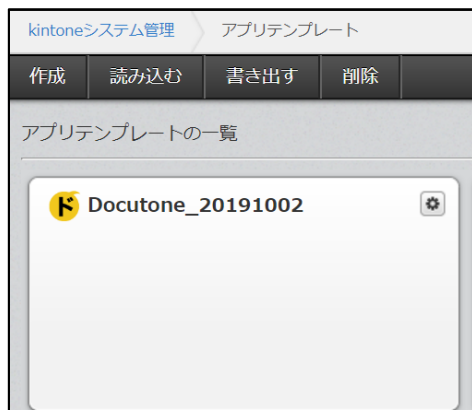 kintoneシステム管理 アプリテンプレート
作成 読み込む 書き出す 削除
アプリテンプレートの一覧
ド Docutone_20191002